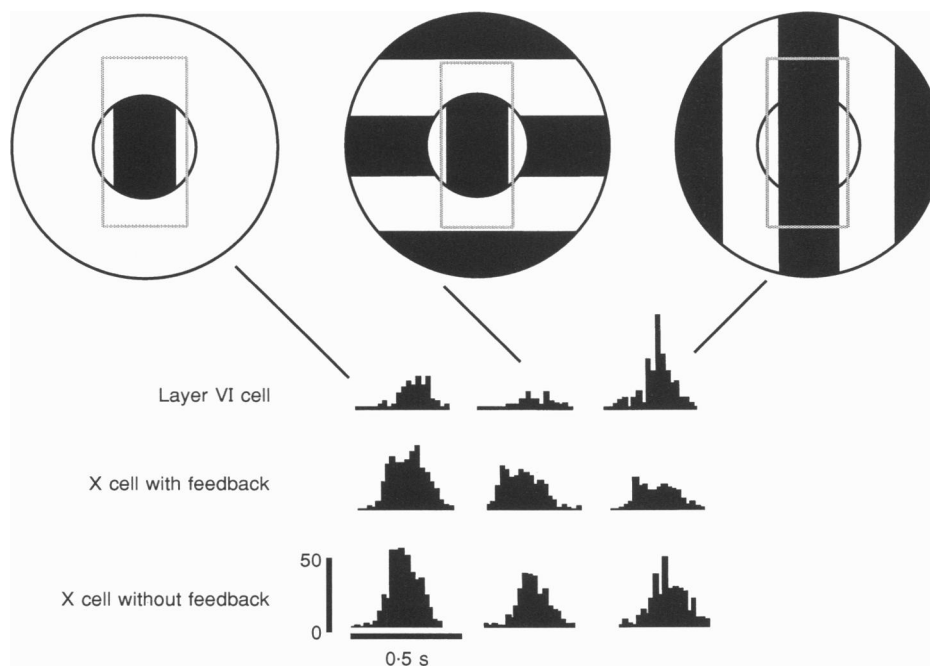 Layer VI cell
X cell with feedback
X cell without feedback
50
0
0·5 s